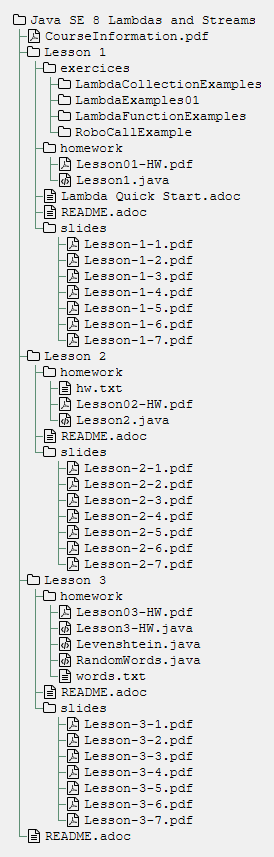 Java SE 8 Lambdas and Streams
CourseInformation.pdf
Lesson 1
exercices
LambdaCollectionExamples
LambdaExamples01
LambdaFunctionExamples
RoboCallExample
homework
Lesson01-HW.pdf
Lesson1.java
Lambda Quick Start.adoc
README.adoc
slides
Lesson-1-1.pdf
Lesson-1-2.pdf
Lesson-1-3.pdf
Lesson-1-4.pdf
Lesson-1-5.pdf
Lesson-1-6.pdf
Lesson-1-7.pdf
Lesson 2
homework
hw.txt
Lesson02-HW.pdf
Lesson2.java
README.adoc
slides
Lesson-2-1.pdf
Lesson-2-2.pdf
Lesson-2-3.pdf
Lesson-2-4.pdf
Lesson-2-5.pdf
Lesson-2-6.pdf
Lesson-2-7.pdf
Lesson 3
homework
Lesson03-HW.pdf
Lesson3-HW.java
Levenshtein.java
RandomWords.java
words.txt
README.adoc
slides
Lesson-3-1.pdf
Lesson-3-2.pdf
Lesson-3-3.pdf
Lesson-3-4.pdf
Lesson-3-5.pdf
Lesson-3-6.pdf
Lesson-3-7.pdf
README.adoc